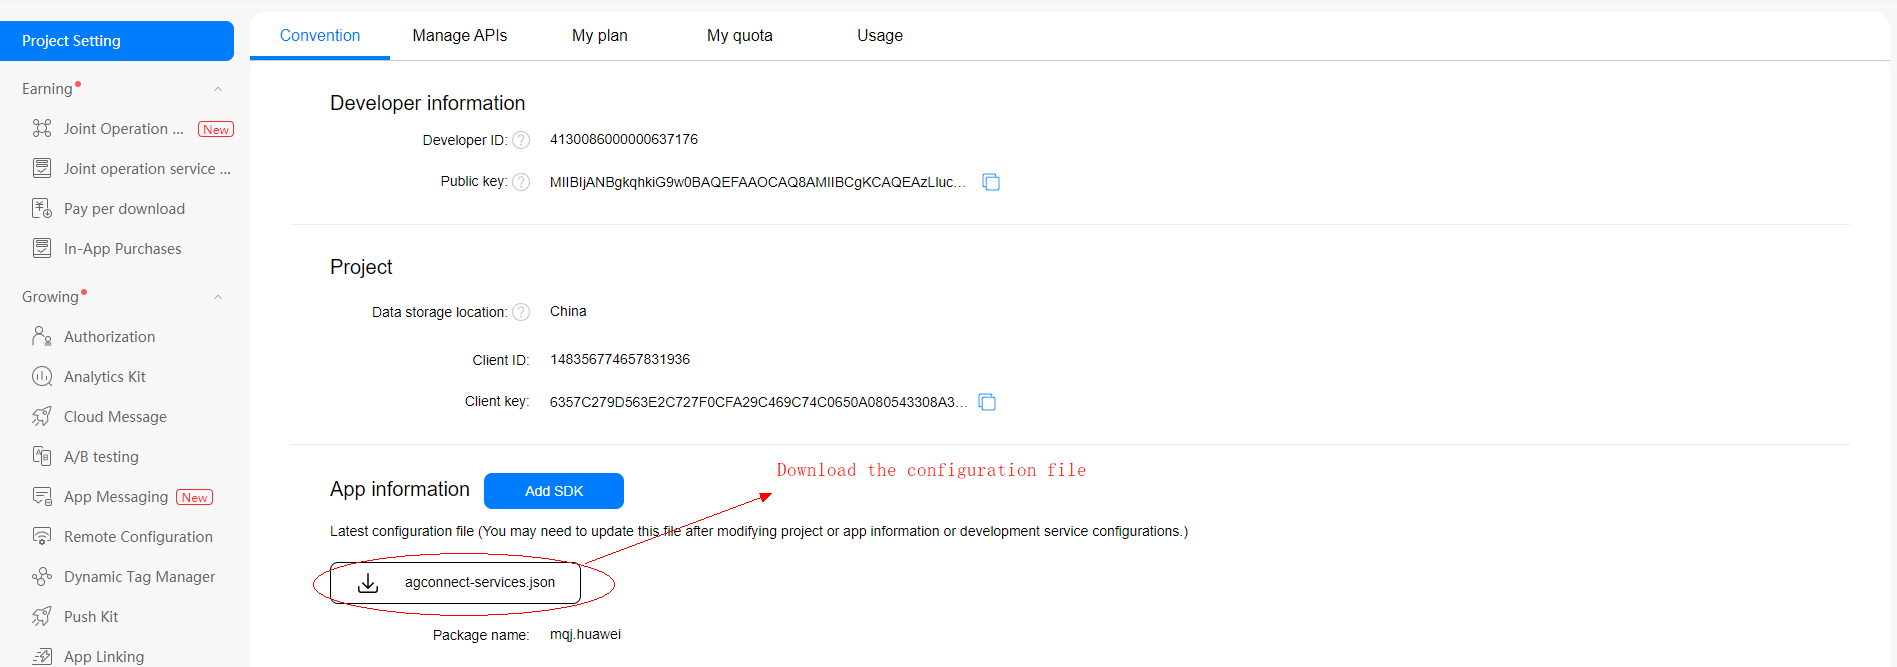 Project Setting
Earning
Joint Operation ... New
Joint operation service ...
Pay per download
In-App Purchases
Growing
Authorization
Analytics Kit
Cloud Message
A/B testing
App Messaging New
Remote Configuration
Dynamic Tag Manager
Push Kit
App Linking
Convention Manage APIs My plan My quota Usage
Developer information
Developer ID: ? 4130086000000637176
Public key: ? MIIBIjANBgkqhkiG9w0BAQEFAAOCAQ8AMIIBCgKCAQEAzLIuc...
Project
Data storage location: ? China
Client ID: 148356774657831936
Client key: 6357C279D563E2C727F0CFA29C469C74C0650A080543308A3...
Download the configuration file
App information Add SDK
Latest configuration file (You may need to update this file after modifying project or app information or development service configurations.)
agconnect-services.json
Package name: mqj.huawei